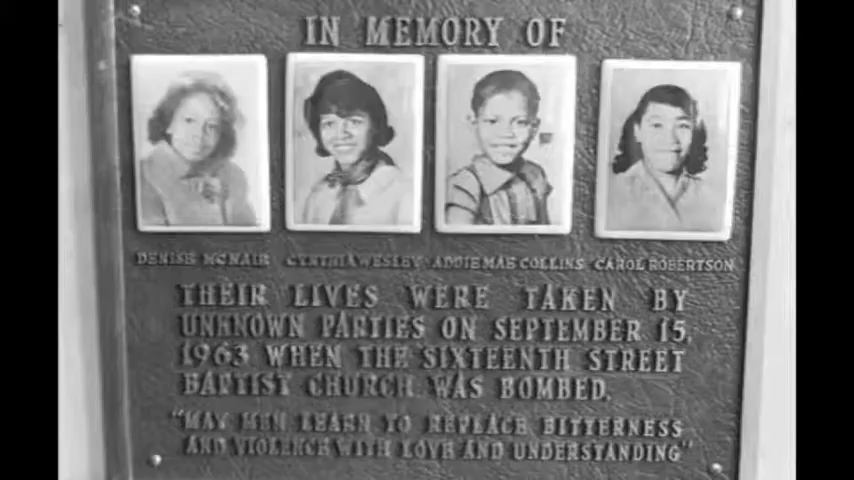 IN MEMORY OF
DENISE MCNAIR CYNTHIA WESLEY ADDIE MAE COLLINS CAROL ROBERTSON
THEIR LIVES WERE TAKEN BY
UNKNOWN PARTIES ON SEPTEMBER 15,
1963 WHEN THE SIXTEENTH STREET
BAPTIST CHURCH WAS BOMBED.
"MAY MEN LEARN TO REPLACE BITTERNESS
AND VIOLENCE WITH LOVE AND UNDERSTANDING"